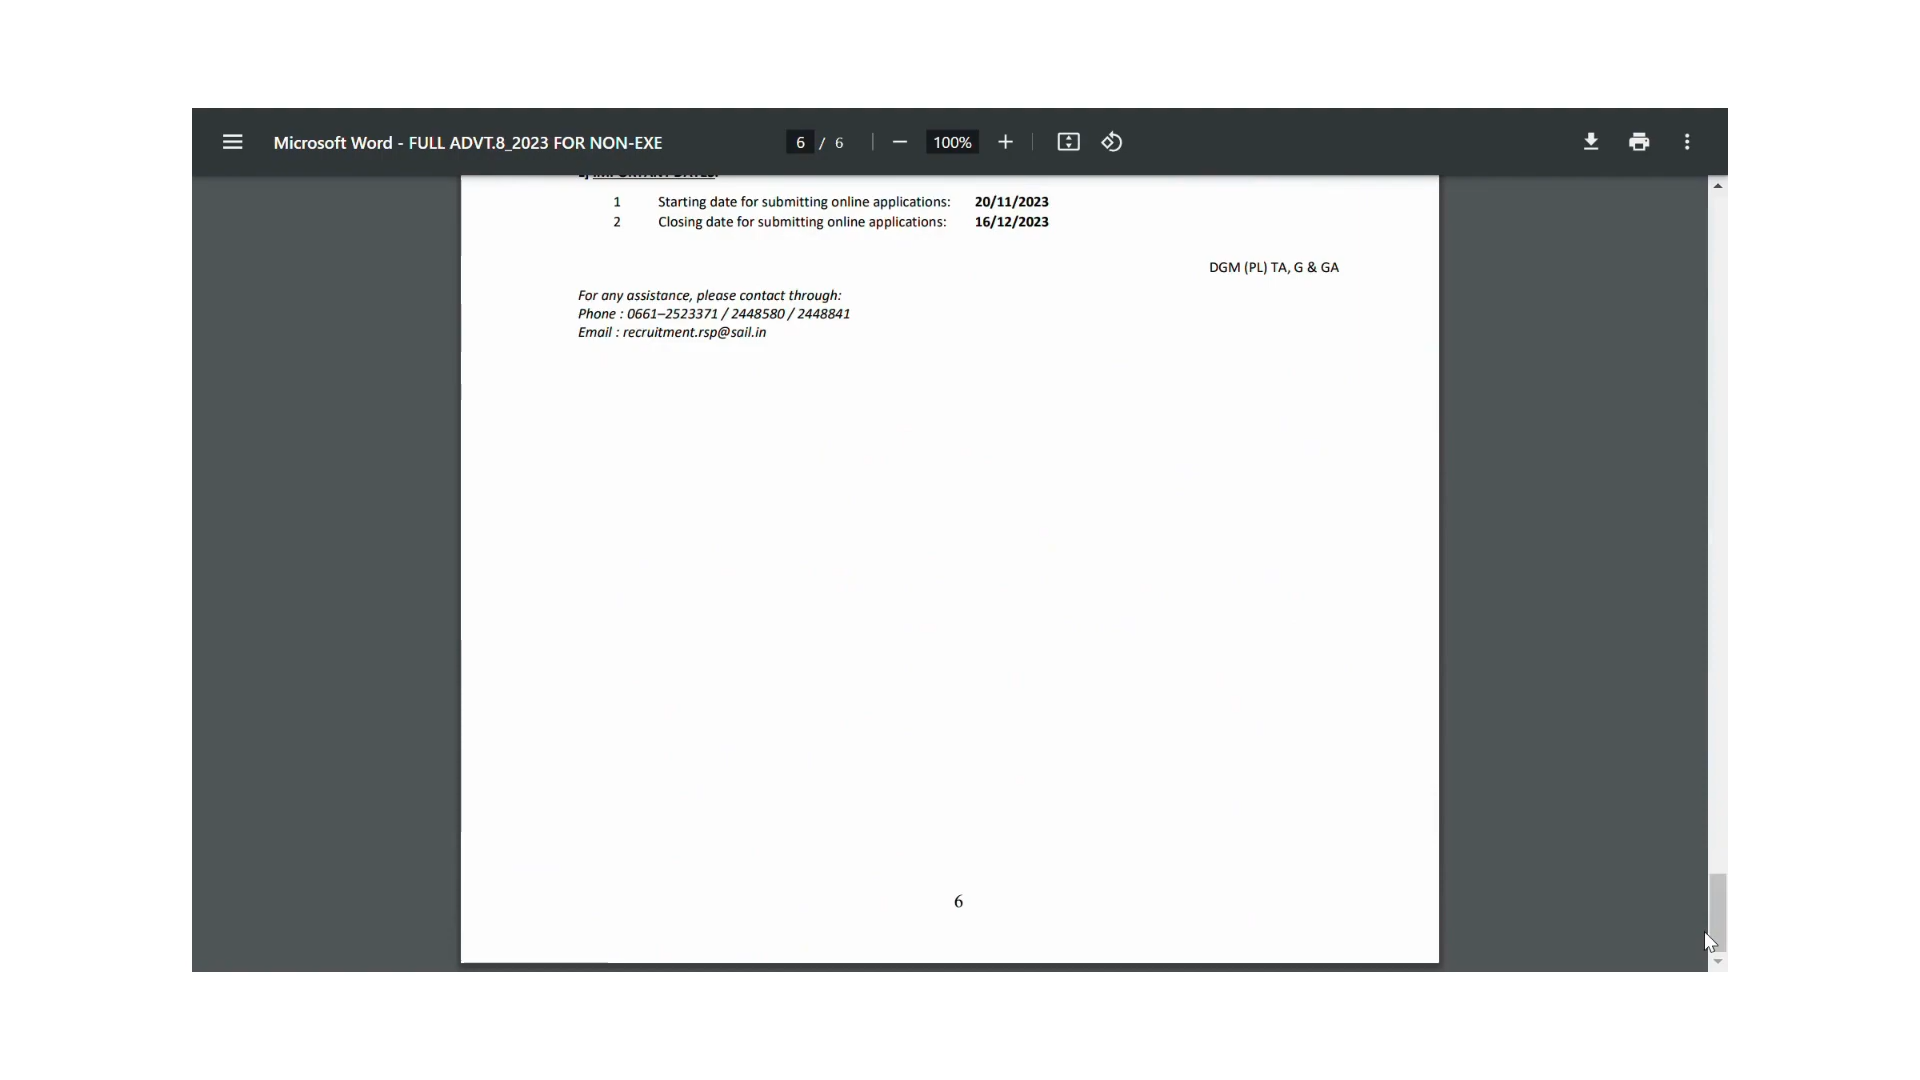 Microsoft Word - FULL ADVT.8_2023 FOR NON-EXE 6 / 6 100%
1 Starting date for submitting online applications: 20/11/2023
2 Closing date for submitting online applications: 16/12/2023
DGM (PL) TA, G & GA
For any assistance, please contact through:
Phone : 0661–2523371 / 2448580 / 2448841
Email : recruitment.rsp@sail.in
6